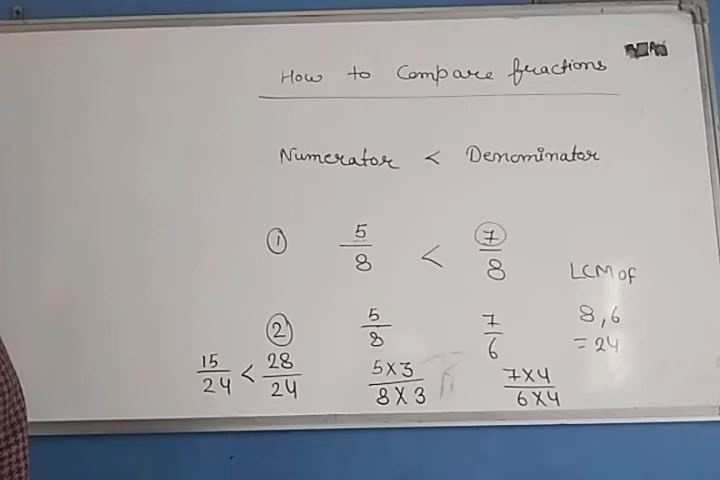 How to Compare fractions
Numerator < Denominator
① 5/8 < 7/8
LCM of
8, 6
= 24
② 5/8 7/6
15/24 < 28/24
5×3/8×3 7×4/6×4